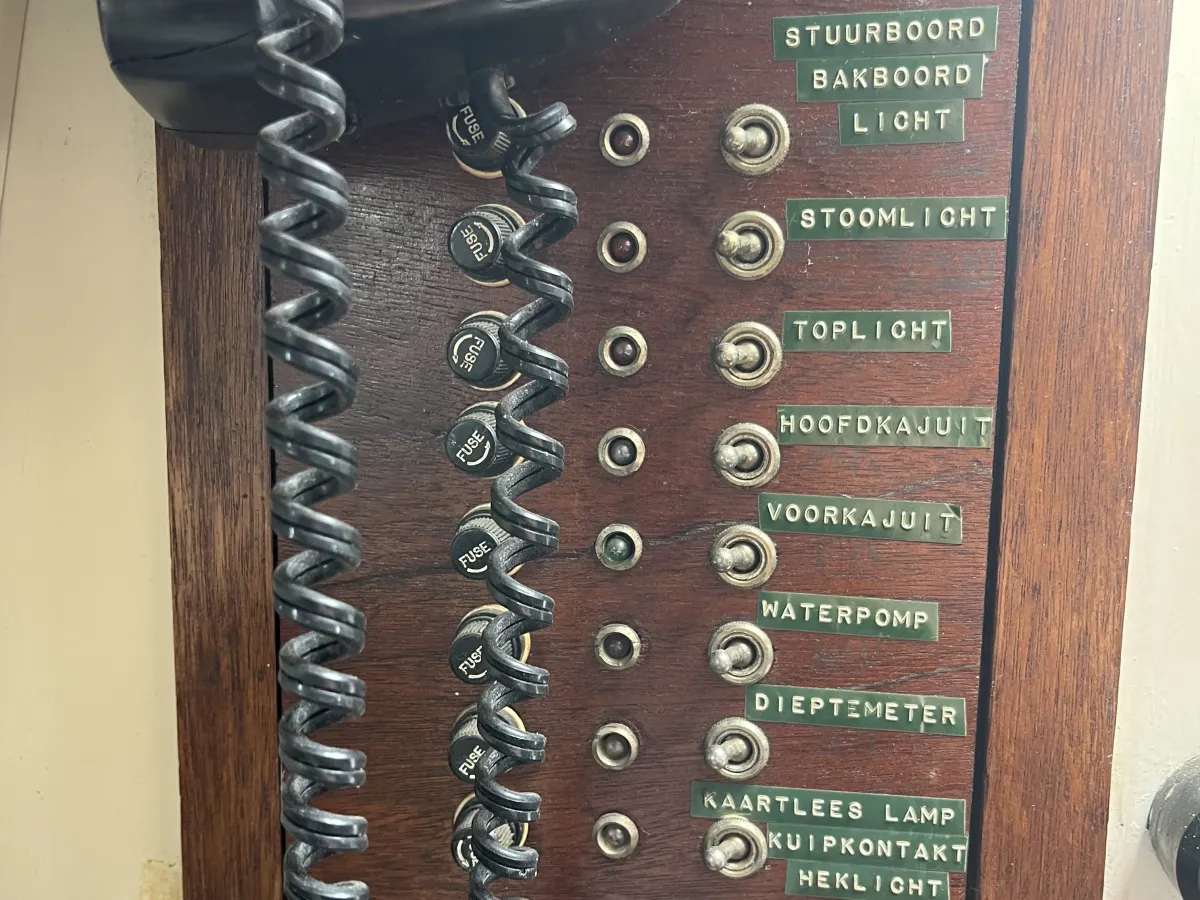 STUURBOORD
BAKBOORD
LICHT
FUSE
STOOMLICHT
FUSE
TOPLICHT
FUSE
HOOFDKAJUIT
FUSE
VOORKAJUIT
FUSE
WATERPOMP
FUSE
DIEPTEMETER
FUSE
KAARTLEES LAMP
KUIPKONTAKT
HEKLICHT